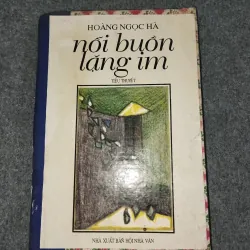 HOÀNG NGỌC HÀ
nỗi buồn
lặng im
TIỂU THUYẾT
NHÀ XUẤT BẢN HỘI NHÀ VĂN